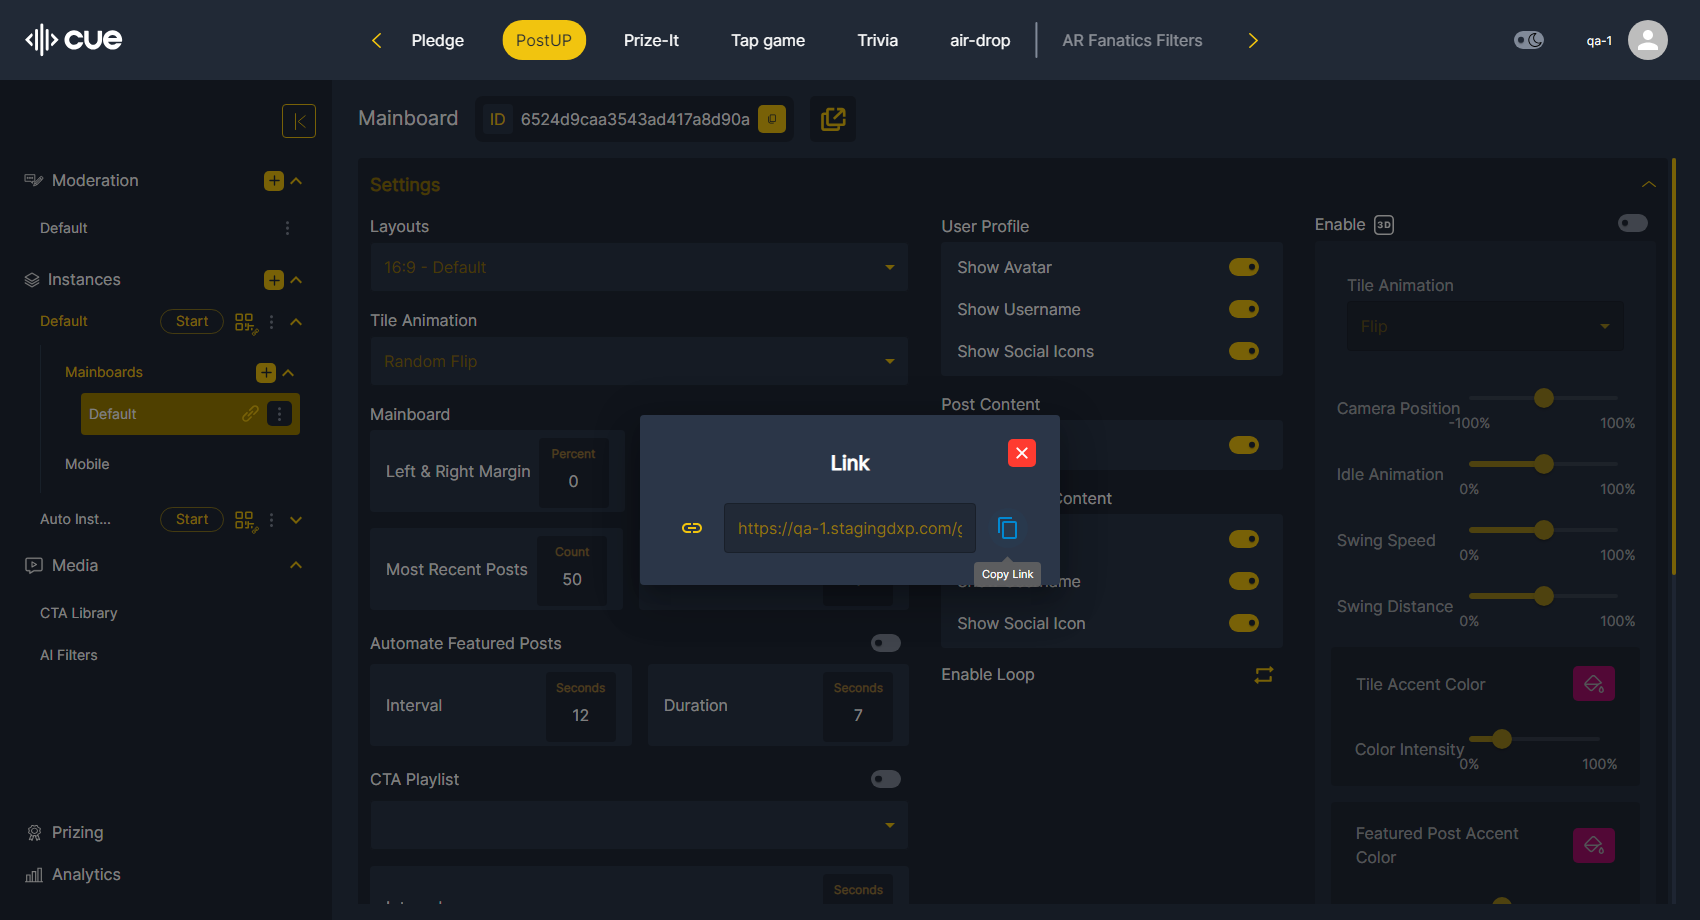 cue
Pledge
PostUP
Prize-It
Tap game
Trivia
air-drop
AR Fanatics Filters
qa-1
Mainboard
ID
6524d9caa3543ad417a8d90a
Moderation
Default
Instances
Default
Start
Mainboards
Default
Mobile
Auto Inst...
Start
Media
CTA Library
AI Filters
Prizing
Analytics
Settings
Layouts
16:9 - Default
Tile Animation
Random Flip
Mainboard
Left & Right Margin
Percent
0
Most Recent Posts
Count
50
Automate Featured Posts
Interval
Seconds
12
Duration
Seconds
7
CTA Playlist
Seconds
User Profile
Show Avatar
Show Username
Show Social Icons
Post Content
Content
Show Social Icon
Enable Loop
Enable
3D
Tile Animation
Flip
Camera Position
-100%
100%
Idle Animation
0%
100%
Swing Speed
0%
100%
Swing Distance
0%
100%
Tile Accent Color
Color Intensity
0%
100%
Featured Post Accent
Color
Link
https://qa-1.stagingdxp.com/g
Copy Link